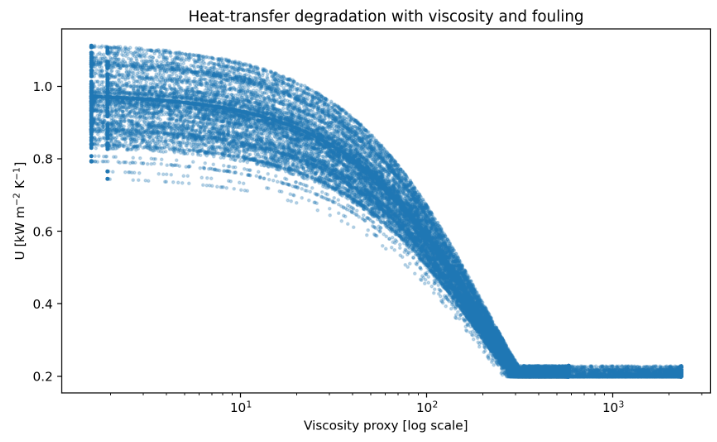 Heat-transfer degradation with viscosity and fouling
U [kW m⁻² K⁻¹]
1.0
0.8
0.6
0.4
0.2
10¹ 10² 10³
Viscosity proxy [log scale]